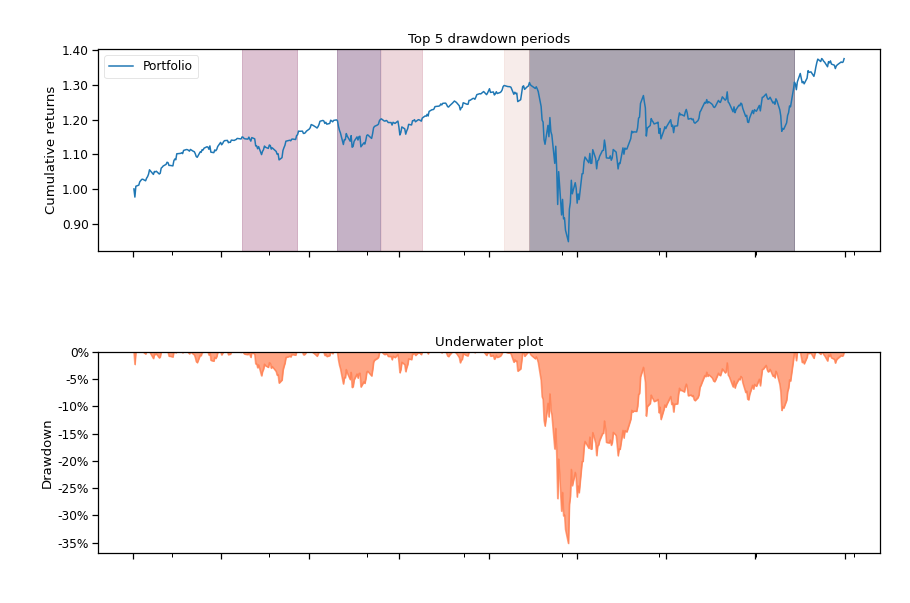 Top 5 drawdown periods
1.40
1.30
1.20
1.10
1.00
0.90
Cumulative returns
Portfolio
Underwater plot
0%
-5%
-10%
-15%
-20%
-25%
-30%
-35%
Drawdown